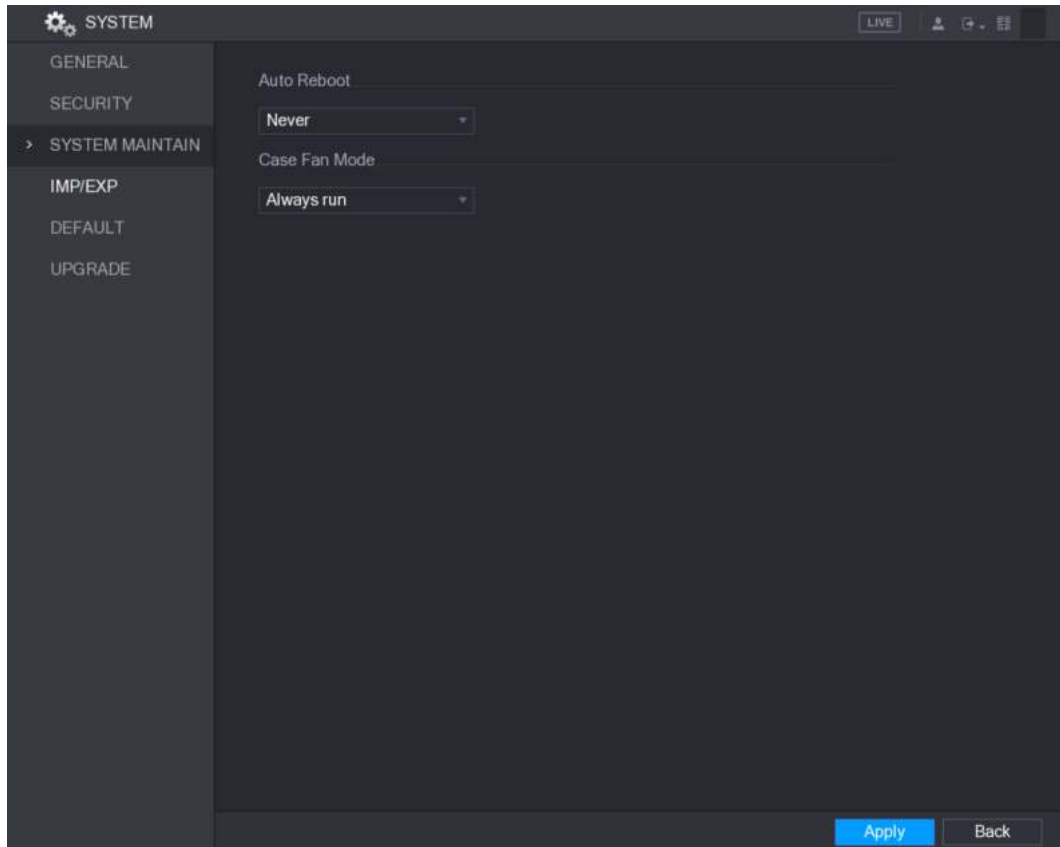 SYSTEM
LIVE
GENERAL
SECURITY
SYSTEM MAINTAIN
IMP/EXP
DEFAULT
UPGRADE
Auto Reboot
Never
Case Fan Mode
Always run
Apply
Back